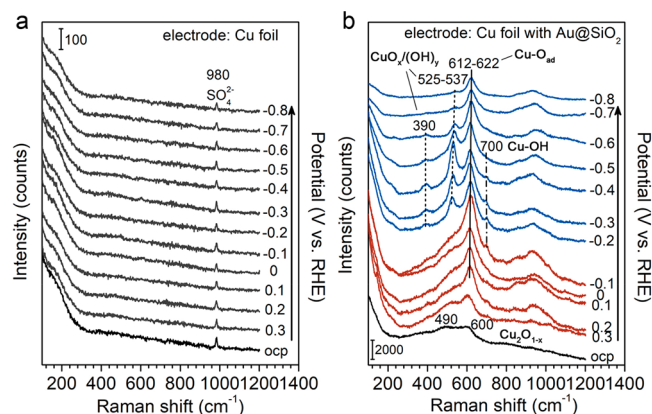 a
electrode: Cu foil
100
980
SO₄²⁻
-0.8
-0.7
-0.6
-0.5
-0.4
-0.3
-0.2
-0.1
0
0.1
0.2
0.3
ocp
Intensity (counts)
Potential (V vs. RHE)
200 400 600 800 1000 1200 1400
Raman shift (cm⁻¹)
b
electrode: Cu foil with Au@SiO₂
612-622 Cu-Oad
CuOₓ/(OH)y
525-537
390
700 Cu-OH
-0.8
-0.7
-0.6
-0.5
-0.4
-0.3
-0.2
-0.1
0
0.1
0.2
0.3
ocp
490
600
Cu₂O₁₋ₓ
2000
Intensity (counts)
Potential (V vs. RHE)
200 400 600 800 1000 1200 1400
Raman shift (cm⁻¹)